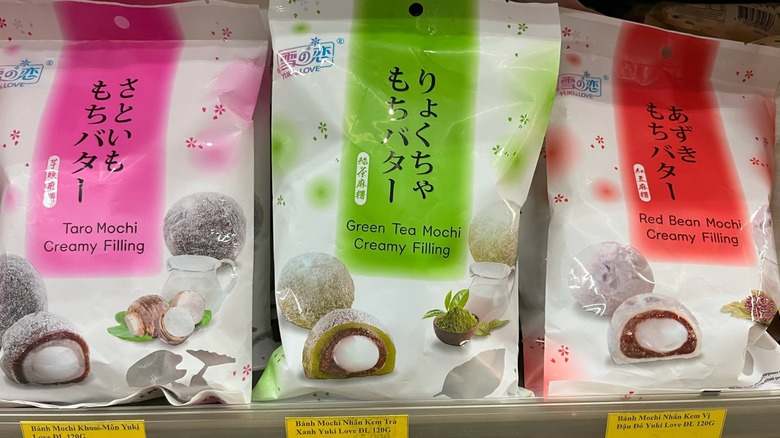 雪の恋®
YUKI & LOVE
さといも
もちバター
芋頭麻糬
Taro Mochi
Creamy Filling
雪の恋®
YUKI & LOVE
りょくちゃ
もちバター
綠茶麻糬
Green Tea Mochi
Creamy Filling
雪の恋®
YUKI & LOVE
あずき
もちバター
紅豆麻糬
Red Bean Mochi
Creamy Filling
Bánh Mochi Khoai Môn Yuki
Love DL 120G
Bánh Mochi Nhân Kem Trà
Xanh Yuki Love DL 120G
Bánh Mochi Nhân Kem Vị
Đậu Đỏ Yuki Love DL 120G